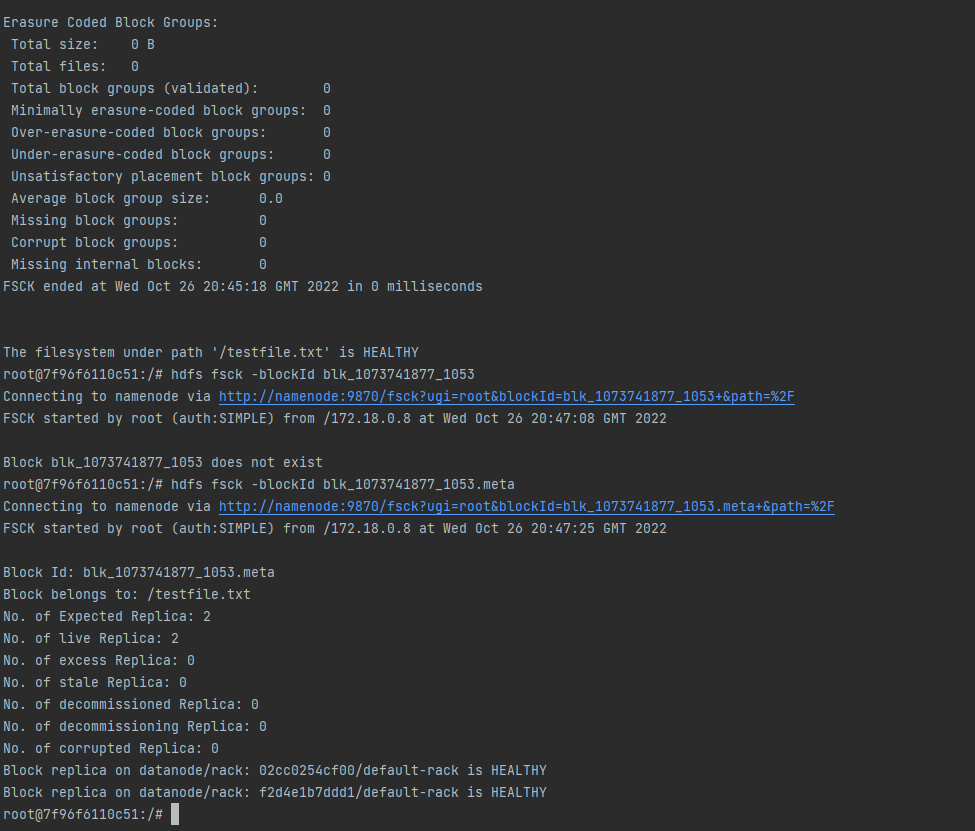 Erasure Coded Block Groups:
Total size:    0 B
Total files:   0
Total block groups (validated):        0
Minimally erasure-coded block groups:  0
Over-erasure-coded block groups:       0
Under-erasure-coded block groups:      0
Unsatisfactory placement block groups: 0
Average block group size:      0.0
Missing block groups:          0
Corrupt block groups:          0
Missing internal blocks:       0
FSCK ended at Wed Oct 26 20:45:18 GMT 2022 in 0 milliseconds
The filesystem under path '/testfile.txt' is HEALTHY
root@7f96f6110c51:/# hdfs fsck -blockId blk_1073741877_1053
Connecting to namenode via http://namenode:9870/fsck?ugi=root&blockId=blk_1073741877_1053+&path=%2F
FSCK started by root (auth:SIMPLE) from /172.18.0.8 at Wed Oct 26 20:47:08 GMT 2022
Block blk_1073741877_1053 does not exist
root@7f96f6110c51:/# hdfs fsck -blockId blk_1073741877_1053.meta
Connecting to namenode via http://namenode:9870/fsck?ugi=root&blockId=blk_1073741877_1053.meta+&path=%2F
FSCK started by root (auth:SIMPLE) from /172.18.0.8 at Wed Oct 26 20:47:25 GMT 2022
Block Id: blk_1073741877_1053.meta
Block belongs to: /testfile.txt
No. of Expected Replica: 2
No. of live Replica: 2
No. of excess Replica: 0
No. of stale Replica: 0
No. of decommissioned Replica: 0
No. of decommissioning Replica: 0
No. of corrupted Replica: 0
Block replica on datanode/rack: 02cc0254cf00/default-rack is HEALTHY
Block replica on datanode/rack: f2d4e1b7ddd1/default-rack is HEALTHY
root@7f96f6110c51:/#